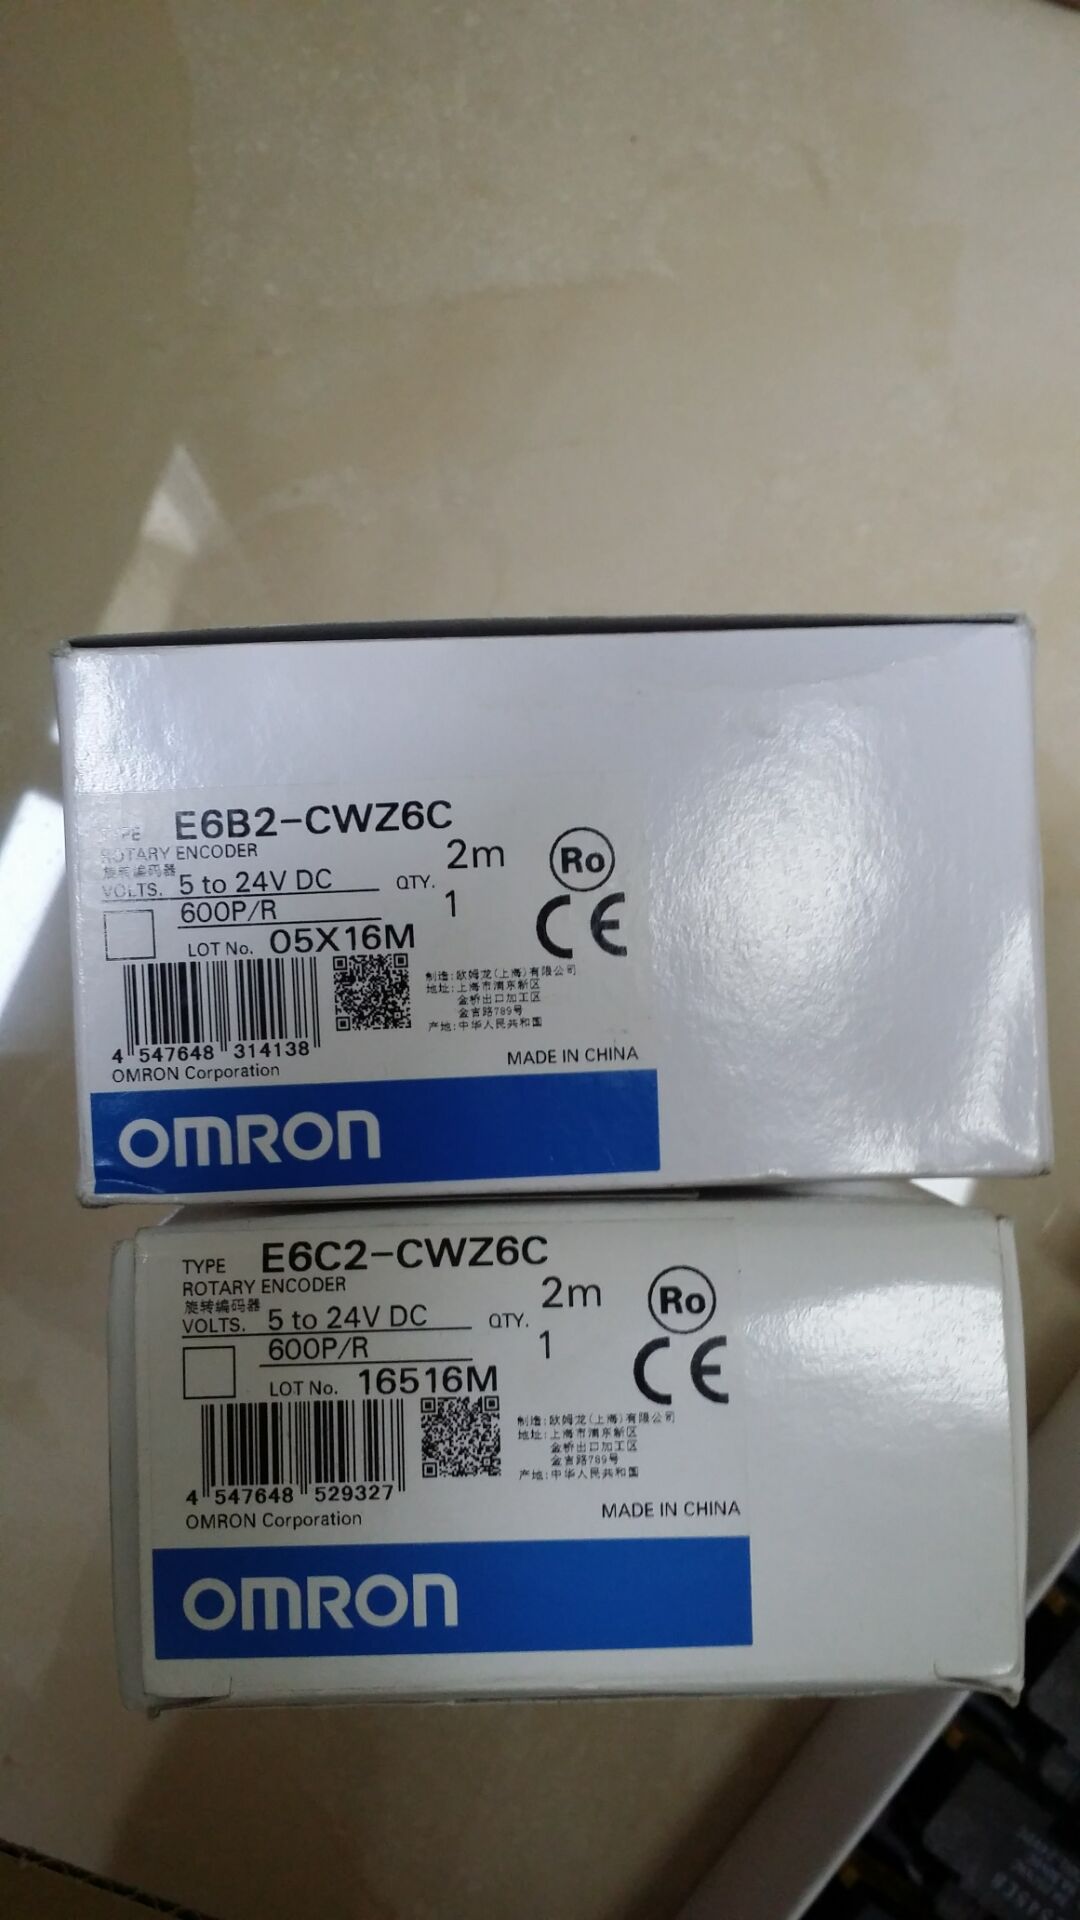 TYPE E6B2-CWZ6C
ROTARY ENCODER
2m
旋转编码器
VOLTS. 5 to 24V DC QTY.
600P/R 1
LOT No. 05X16M
Ro
CE
制造:欧姆龙(上海)有限公司
地址:上海市浦东新区
金桥出口加工区
金吉路789号
产地:中华人民共和国
4 547648 314138
OMRON Corporation MADE IN CHINA
OMRON
TYPE E6C2-CWZ6C
ROTARY ENCODER
2m
旋转编码器
VOLTS. 5 to 24V DC QTY.
600P/R 1
LOT No. 16516M
Ro
CE
制造:欧姆龙(上海)有限公司
地址:上海市浦东新区
金桥出口加工区
金吉路789号
产地:中华人民共和国
4 547648 529327
OMRON Corporation MADE IN CHINA
OMRON